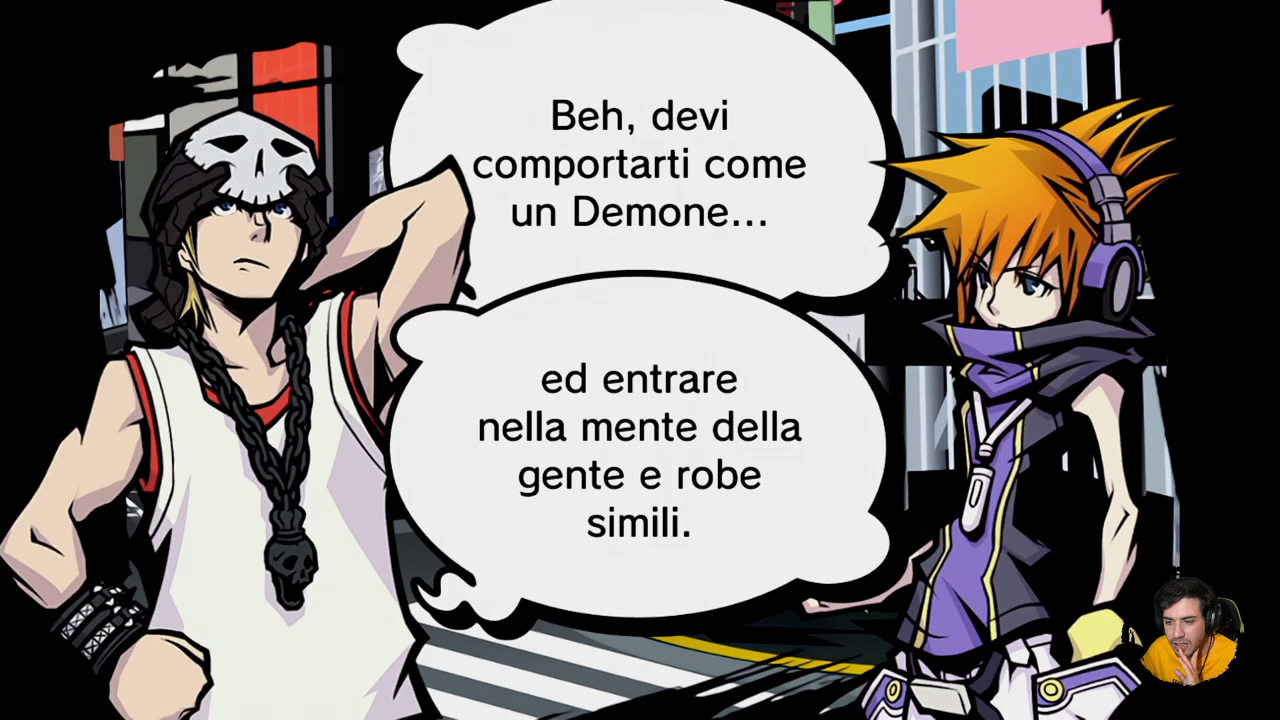 Beh, devi
comportarti come
un Demone...
ed entrare
nella mente della
gente e robe
simili.